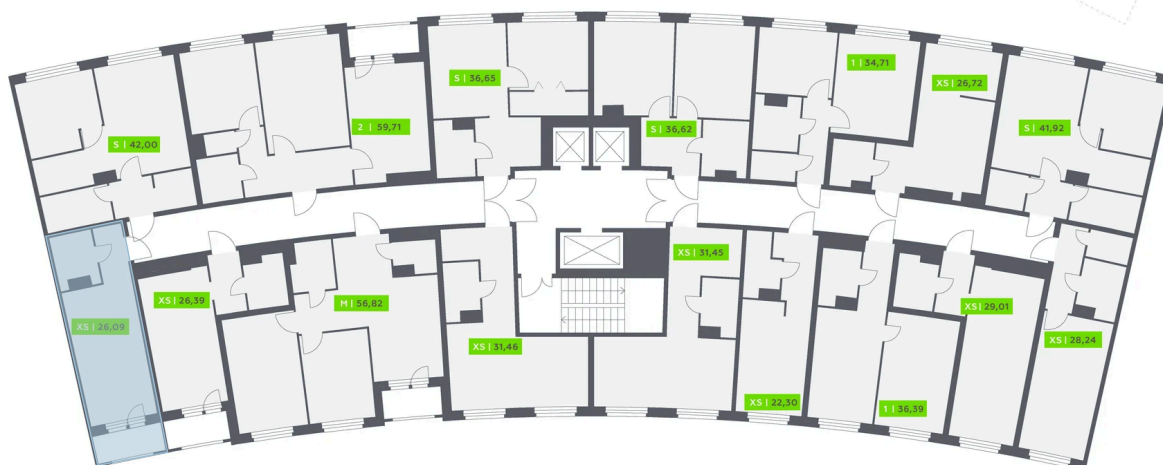 S | 36,65
1 | 34,71
XS | 26,72
2 | 59,71
S | 36,62
S | 41,92
S | 42,00
XS | 31,45
XS | 26,39
M | 56,82
XS | 29,01
XS | 26,09
XS | 31,46
XS | 28,24
XS | 22,30
1 | 36,39